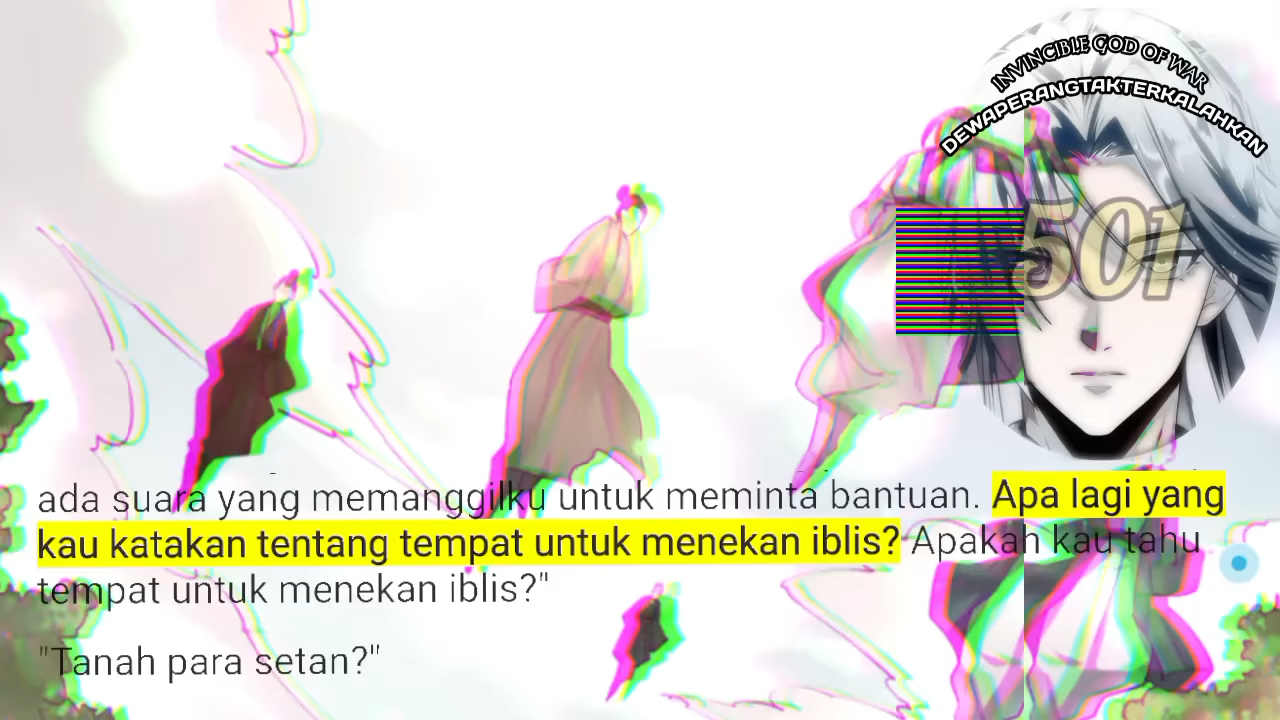 INVINCIBLE GOD OF WAR
DEWAPERANGTAKTERKALAHKAN
501
ada suara yang memanggilku untuk meminta bantuan. Apa lagi yang
kau katakan tentang tempat untuk menekan iblis? Apakah kau tahu
tempat untuk menekan iblis?"
"Tanah para setan?"